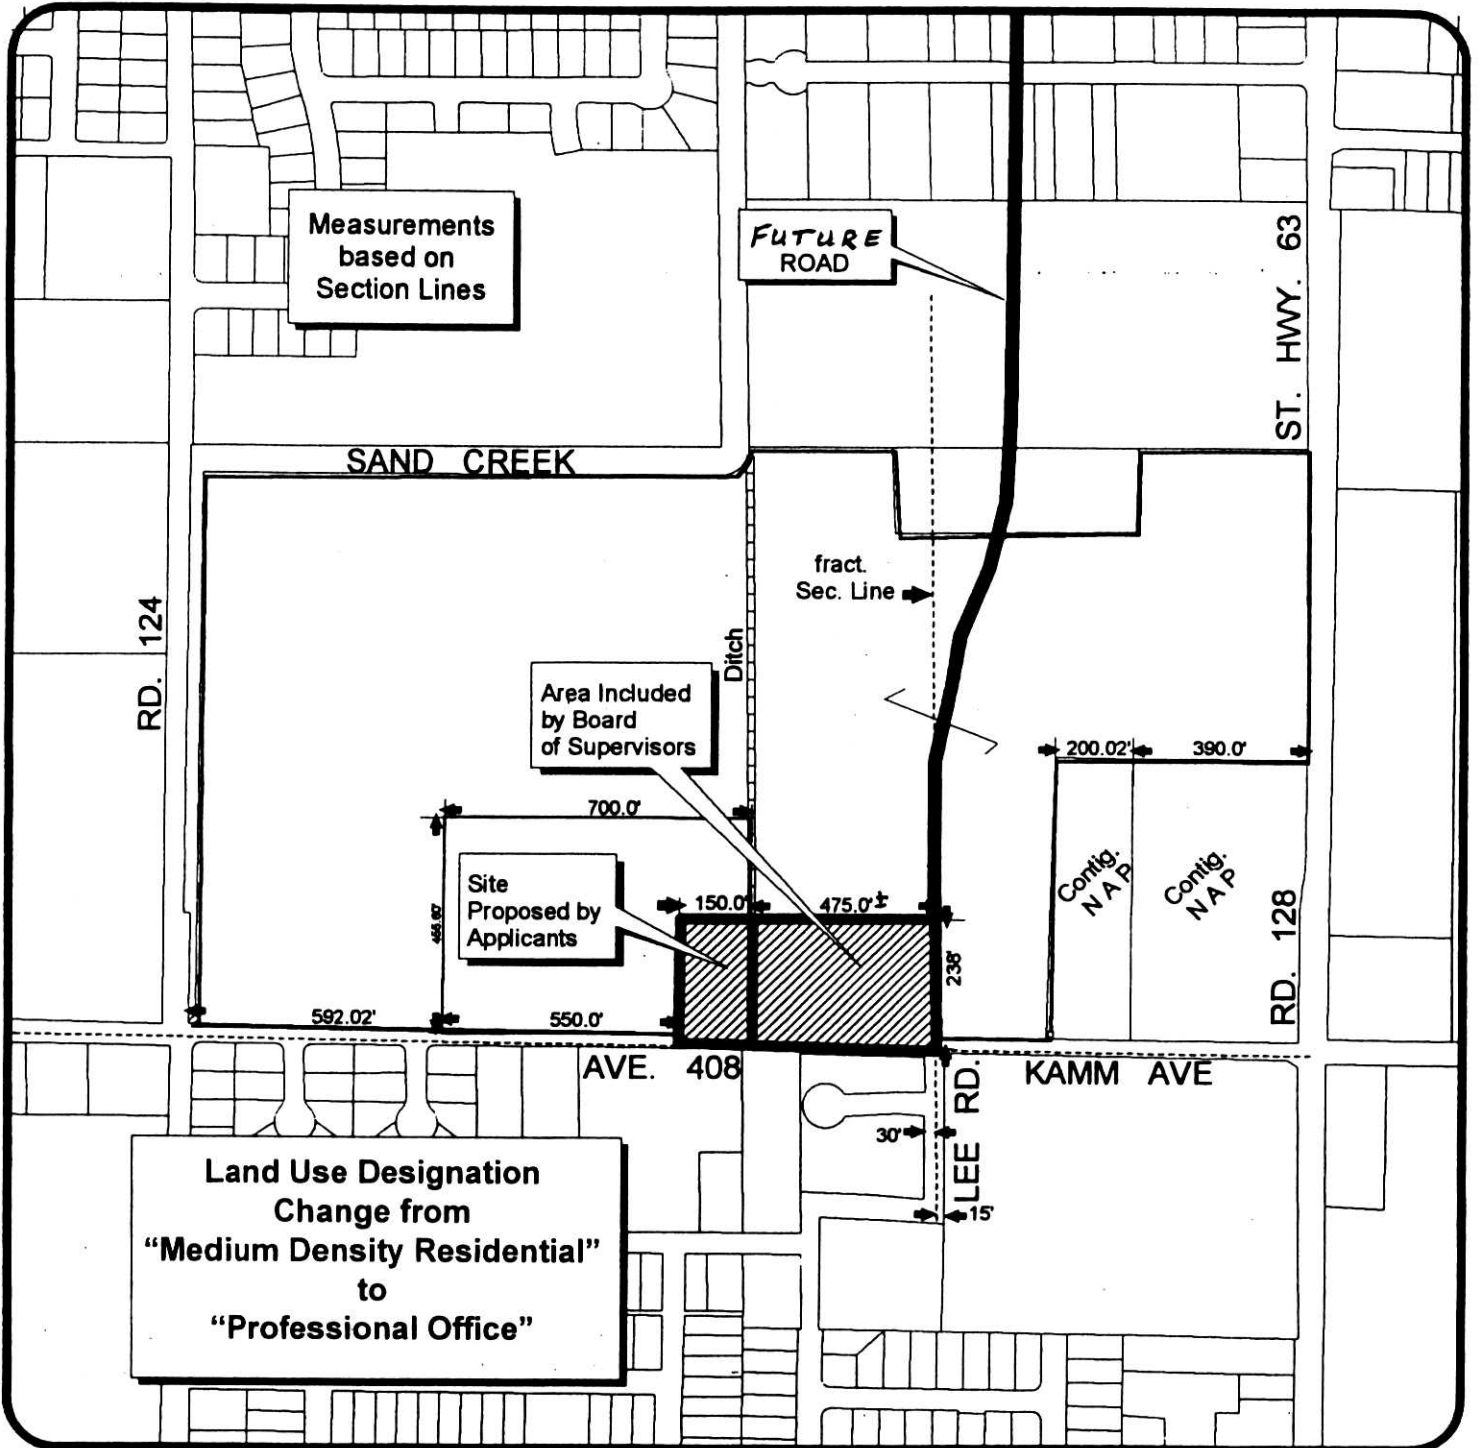 Measurements
based on
Section Lines
FUTURE
ROAD
ST. HWY. 63
SAND CREEK
fract.
Sec. Line
RD. 124
Ditch
Area Included
by Board
of Supervisors
200.02'
390.0'
700.0'
Site
Proposed by
Applicants
150.0'
475.0'±
Contig.
N A P
Contig.
N A P
238'
RD. 128
592.02'
550.0'
AVE. 408
KAMM AVE
LEE RD.
30'
15'
Land Use Designation
Change from
“Medium Density Residential”
to
“Professional Office”